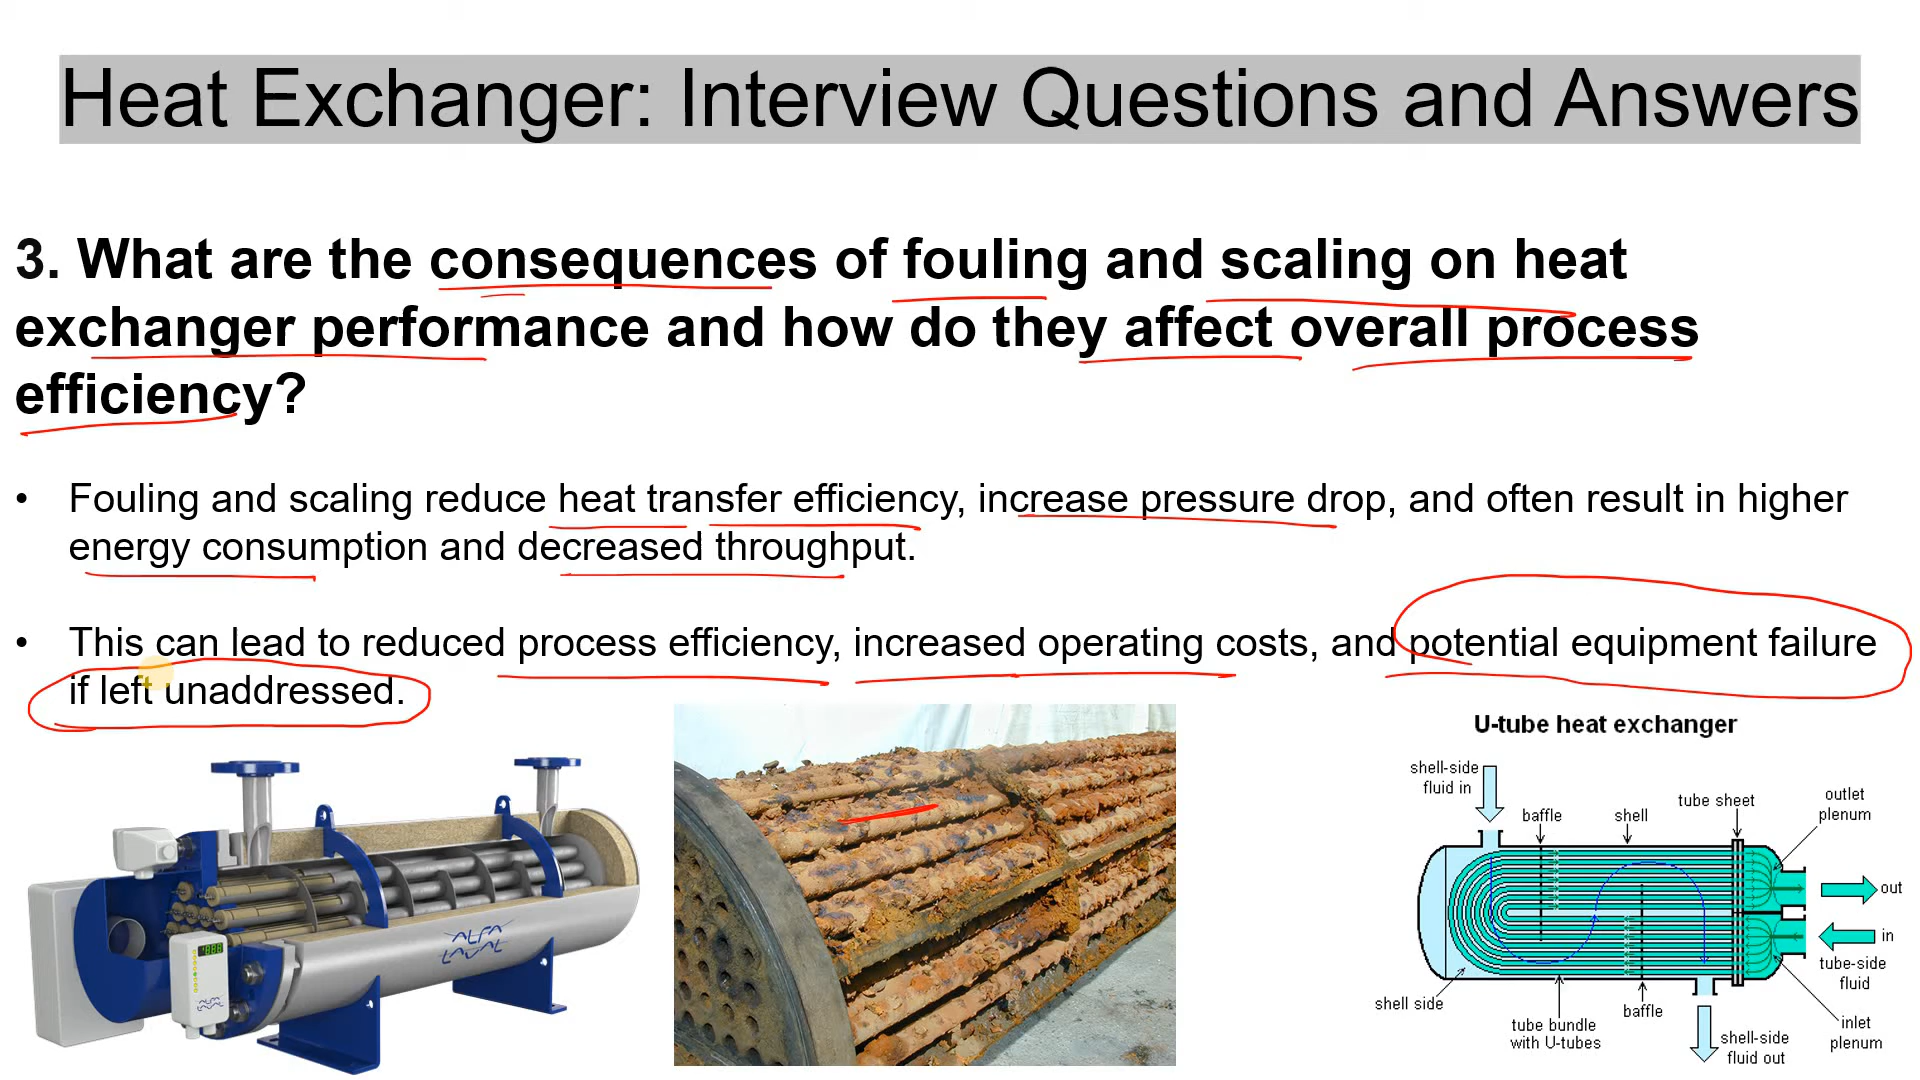 Heat Exchanger: Interview Questions and Answers
3. What are the consequences of fouling and scaling on heat
exchanger performance and how do they affect overall process
efficiency?
• Fouling and scaling reduce heat transfer efficiency, increase pressure drop, and often result in higher
energy consumption and decreased throughput.
• This can lead to reduced process efficiency, increased operating costs, and potential equipment failure
if left unaddressed.
ALFA
LAVAL
U-tube heat exchanger
shell-side
fluid in
baffle
shell
tube sheet
outlet
plenum
out
in
tube-side
fluid
shell side
tube bundle
with U-tubes
baffle
inlet
plenum
shell-side
fluid out